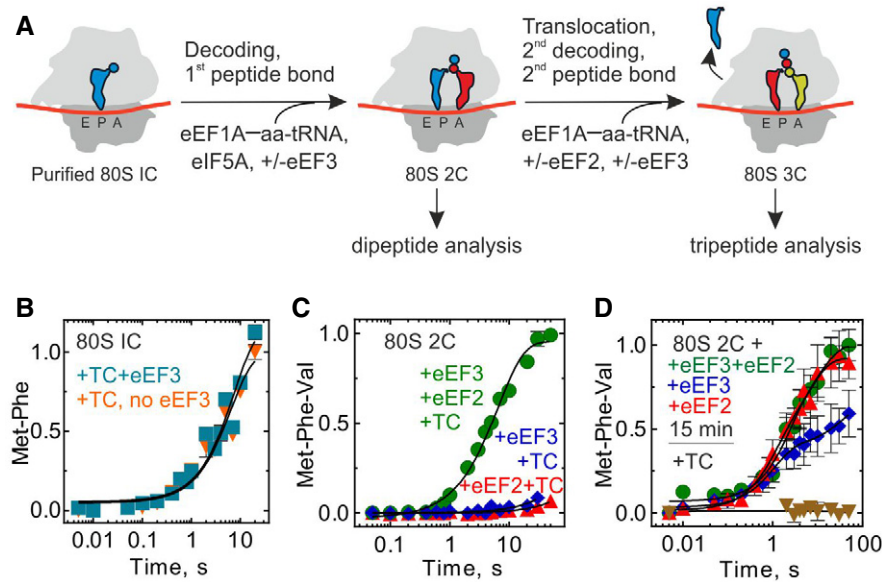 A
Decoding,
1st peptide bond
eEF1A—aa-tRNA,
eIF5A, +/-eEF3
Translocation,
2nd decoding,
2nd peptide bond
eEF1A—aa-tRNA,
+/-eEF2, +/-eEF3
E P A
E P A
E P A
Purified 80S IC
80S 2C
80S 3C
dipeptide analysis
tripeptide analysis
B
80S IC
+TC+eEF3
+TC, no eEF3
Met-Phe
1.0
0.5
0.0
0.01 0.1 1 10
Time, s
C
80S 2C
+eEF3
+eEF2
+TC
+eEF3
+TC
+eEF2+TC
Met-Phe-Val
1.0
0.5
0.0
0.1 1 10
Time, s
D
80S 2C +
+eEF3+eEF2
+eEF3
+eEF2
15 min
+TC
Met-Phe-Val
1.0
0.5
0.0
0.01 1
Time, s